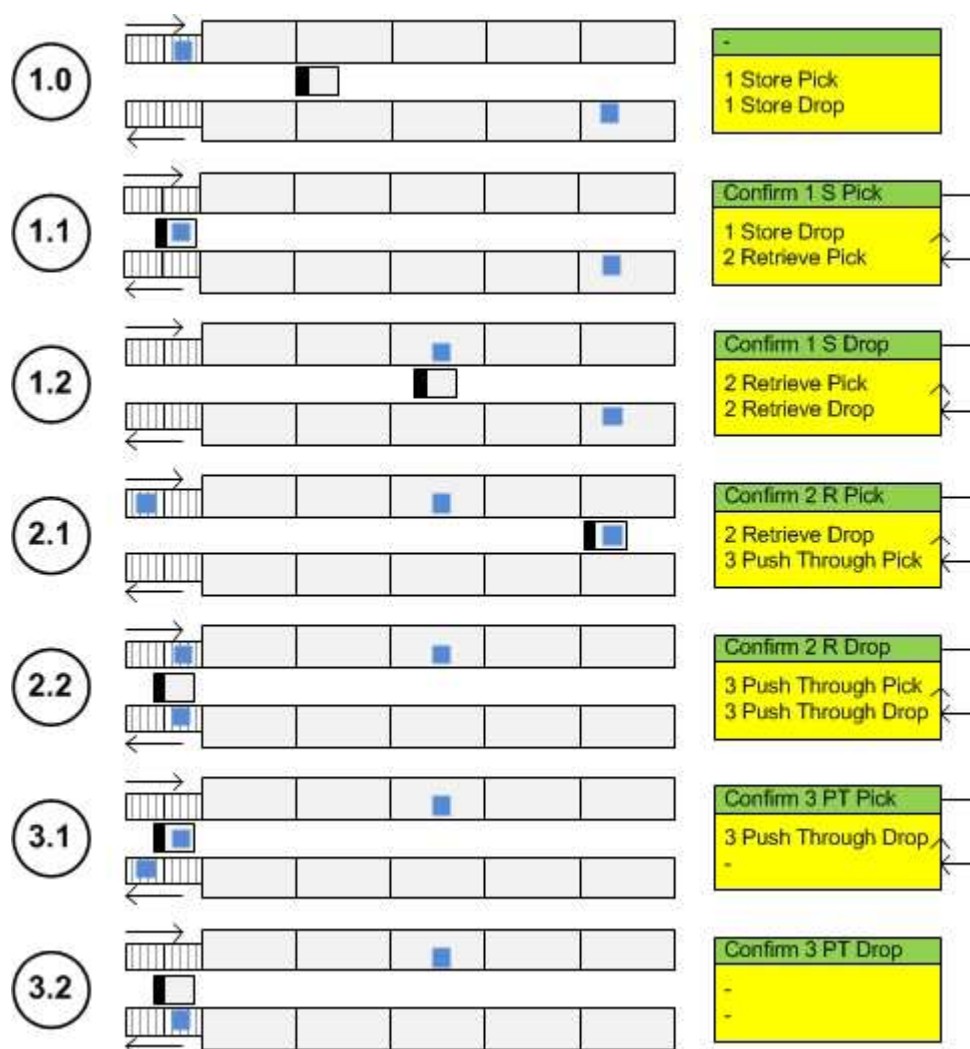 1.0
-
1 Store Pick
1 Store Drop
1.1
Confirm 1 S Pick
1 Store Drop
2 Retrieve Pick
1.2
Confirm 1 S Drop
2 Retrieve Pick
2 Retrieve Drop
2.1
Confirm 2 R Pick
2 Retrieve Drop
3 Push Through Pick
2.2
Confirm 2 R Drop
3 Push Through Pick
3 Push Through Drop
3.1
Confirm 3 PT Pick
3 Push Through Drop
-
3.2
Confirm 3 PT Drop
-
-